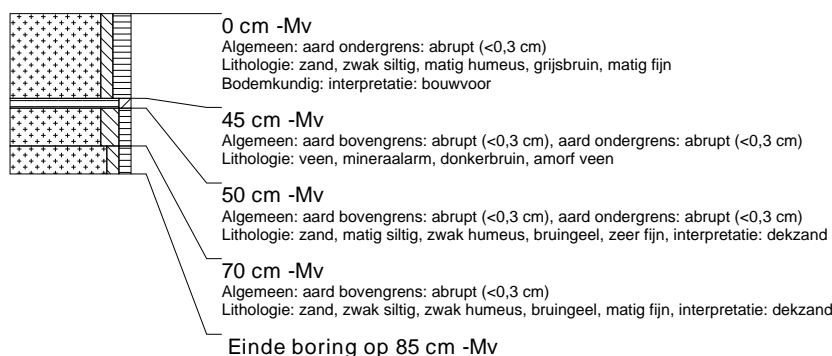 0 cm -Mv
Algemeen: aard ondergrens: abrupt (<0,3 cm)
Lithologie: zand, zwak siltig, matig humeus, grijsbruin, matig fijn
Bodemkundig: interpretatie: bouwvoor
45 cm -Mv
Algemeen: aard bovengrens: abrupt (<0,3 cm), aard ondergrens: abrupt (<0,3 cm)
Lithologie: veen, mineraalarm, donkerbruin, amorf veen
50 cm -Mv
Algemeen: aard bovengrens: abrupt (<0,3 cm), aard ondergrens: abrupt (<0,3 cm)
Lithologie: zand, matig siltig, zwak humeus, bruingeel, zeer fijn, interpretatie: dekzand
70 cm -Mv
Algemeen: aard bovengrens: abrupt (<0,3 cm)
Lithologie: zand, zwak siltig, zwak humeus, bruingeel, matig fijn, interpretatie: dekzand
Einde boring op 85 cm -Mv